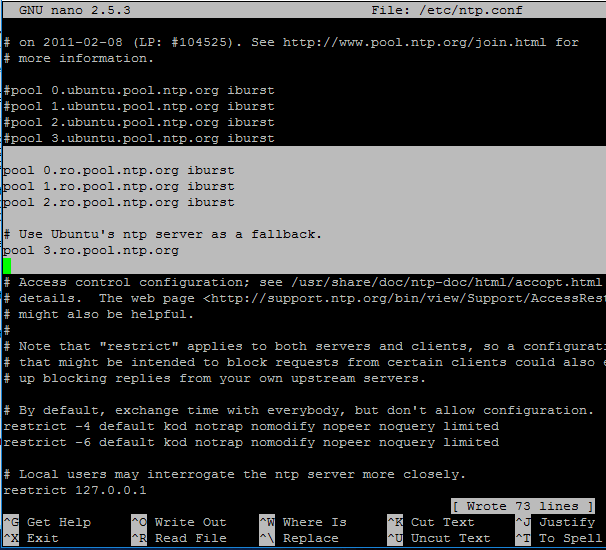 GNU nano 2.5.3 File: /etc/ntp.conf
# on 2011-02-08 (LP: #104525). See http://www.pool.ntp.org/join.html for
# more information.
#pool 0.ubuntu.pool.ntp.org iburst
#pool 1.ubuntu.pool.ntp.org iburst
#pool 2.ubuntu.pool.ntp.org iburst
#pool 3.ubuntu.pool.ntp.org iburst
pool 0.ro.pool.ntp.org iburst
pool 1.ro.pool.ntp.org iburst
pool 2.ro.pool.ntp.org iburst
# Use Ubuntu's ntp server as a fallback.
pool 3.ro.pool.ntp.org
# Access control configuration; see /usr/share/doc/ntp-doc/html/accopt.html
# details. The web page <http://support.ntp.org/bin/view/Support/AccessRest
# might also be helpful.
#
# Note that "restrict" applies to both servers and clients, so a configurati
# that might be intended to block requests from certain clients could also e
# up blocking replies from your own upstream servers.
# By default, exchange time with everybody, but don't allow configuration.
restrict -4 default kod notrap nomodify nopeer noquery limited
restrict -6 default kod notrap nomodify nopeer noquery limited
# Local users may interrogate the ntp server more closely.
restrict 127.0.0.1
[ Wrote 73 lines ]
^G Get Help ^O Write Out ^W Where Is ^K Cut Text ^J Justify
^X Exit ^R Read File ^\ Replace ^U Uncut Text ^T To Spell